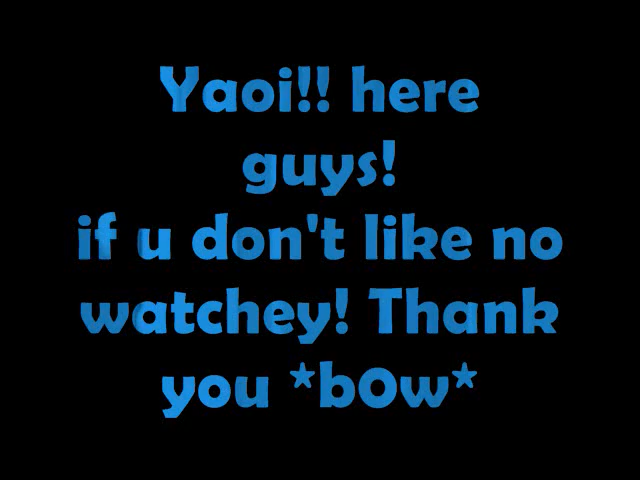 Yaoi!! here
guys!
if u don't like no
watchey! Thank
you *b0w*